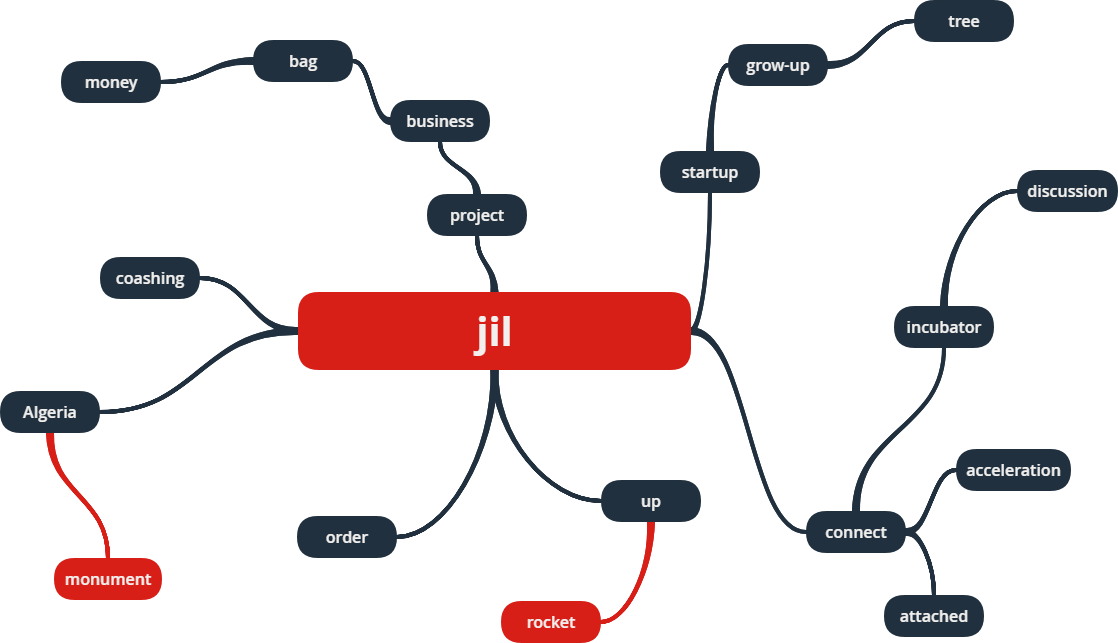 tree
bag
grow-up
money
business
startup
discussion
project
coashing
jil
incubator
Algeria
acceleration
up
connect
order
monument
attached
rocket